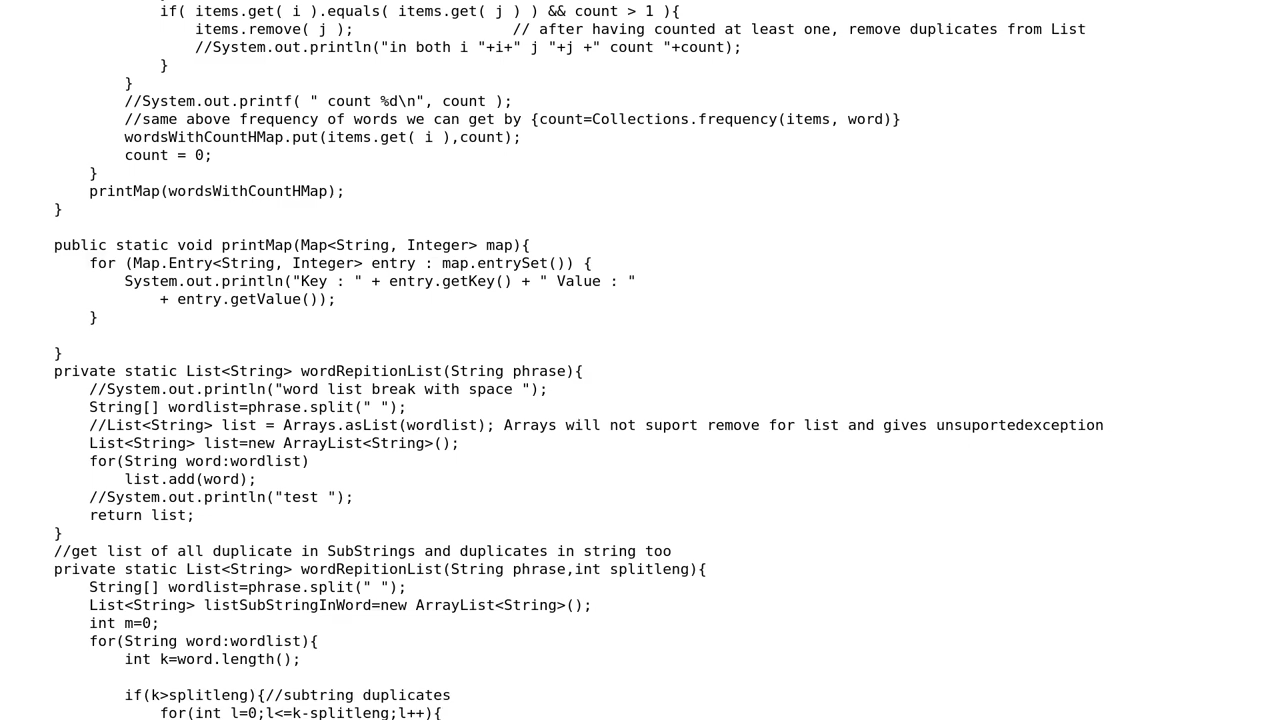 if( items.get( i ).equals( items.get( j ) ) && count > 1 ){
items.remove( j );                  // after having counted at least one, remove duplicates from List
//System.out.println("in both i "+i+" j "+j +" count "+count);
}
}
//System.out.printf( " count %d\n", count );
//same above frequency of words we can get by {count=Collections.frequency(items, word)}
wordsWithCountHMap.put(items.get( i ),count);
count = 0;
}
printMap(wordsWithCountHMap);
}
public static void printMap(Map<String, Integer> map){
for (Map.Entry<String, Integer> entry : map.entrySet()) {
System.out.println("Key : " + entry.getKey() + " Value : "
+ entry.getValue());
}
}
private static List<String> wordRepitionList(String phrase){
//System.out.println("word list break with space ");
String[] wordlist=phrase.split(" ");
//List<String> list = Arrays.asList(wordlist); Arrays will not suport remove for list and gives unsuportedexception
List<String> list=new ArrayList<String>();
for(String word:wordlist)
list.add(word);
//System.out.println("test ");
return list;
}
//get list of all duplicate in SubStrings and duplicates in string too
private static List<String> wordRepitionList(String phrase,int splitleng){
String[] wordlist=phrase.split(" ");
List<String> listSubStringInWord=new ArrayList<String>();
int m=0;
for(String word:wordlist){
int k=word.length();
if(k>splitleng){//subtring duplicates
for(int l=0;l<=k-splitleng;l++){